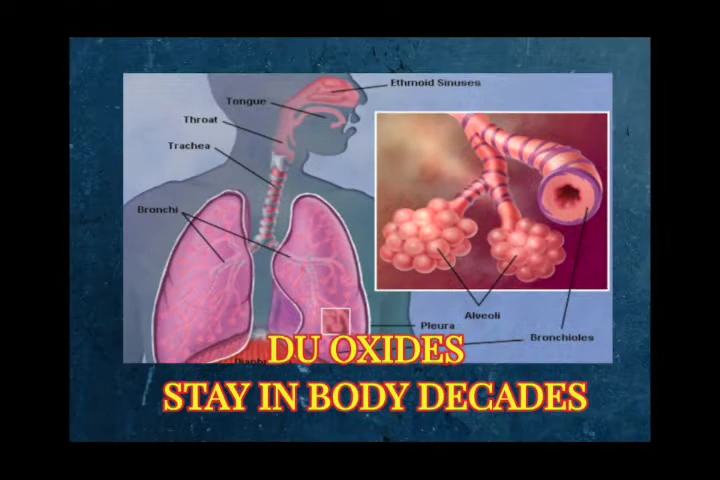 Ethmoid Sinuses
Tongue
Throat
Trachea
Bronchi
Alveoli
Pleura
Bronchioles
DU OXIDES
STAY IN BODY DECADES